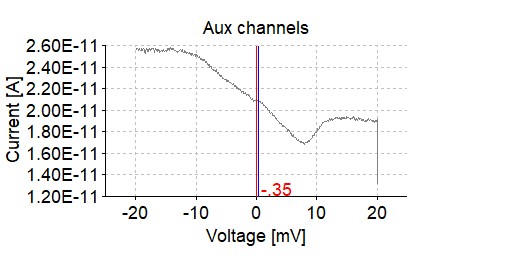 Aux channels
Current [A]
2.60E-11
2.40E-11
2.20E-11
2.00E-11
1.80E-11
1.60E-11
1.40E-11
1.20E-11
-.35
-20 -10 0 10 20
Voltage [mV]